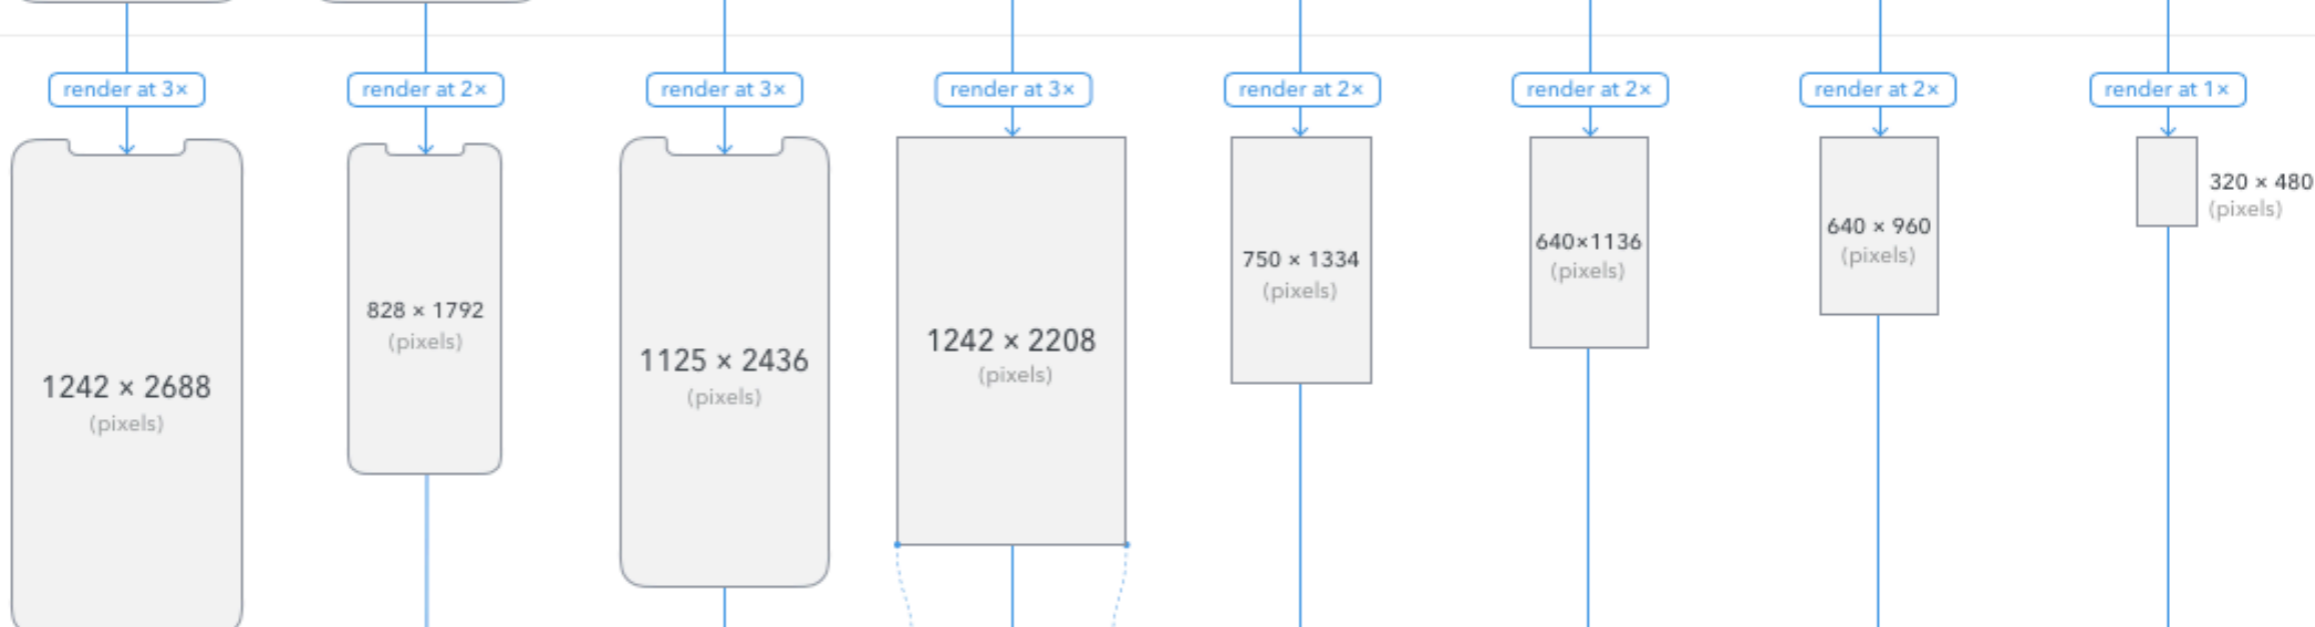 render at 3×
render at 2×
render at 3×
render at 3×
render at 2×
render at 2×
render at 2×
render at 1×
1242 × 2688
(pixels)
828 × 1792
(pixels)
1125 × 2436
(pixels)
1242 × 2208
(pixels)
750 × 1334
(pixels)
640×1136
(pixels)
640 × 960
(pixels)
320 × 480
(pixels)